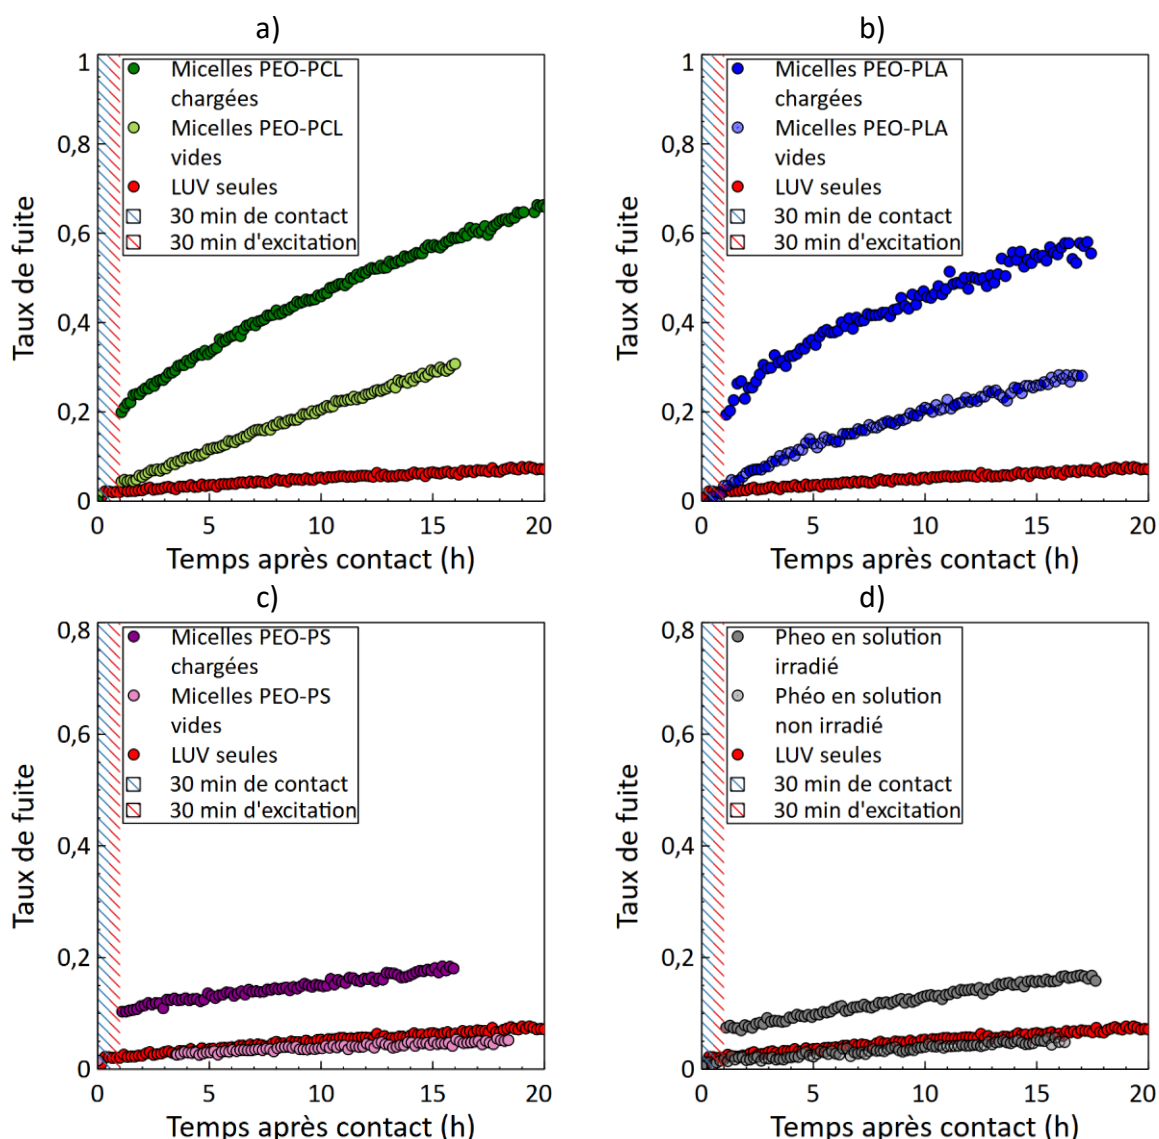 a)
1
0,8
0,6
0,4
0,2
0
Taux de fuite
Micelles PEO-PCL
chargées
Micelles PEO-PCL
vides
LUV seules
30 min de contact
30 min d'excitation
0 5 10 15 20
Temps après contact (h)
b)
1
0,8
0,6
0,4
0,2
0
Taux de fuite
Micelles PEO-PLA
chargées
Micelles PEO-PLA
vides
LUV seules
30 min de contact
30 min d'excitation
0 5 10 15 20
Temps après contact (h)
c)
0,8
0,6
0,4
0,2
0
Taux de fuite
Micelles PEO-PS
chargées
Micelles PEO-PS
vides
LUV seules
30 min de contact
30 min d'excitation
0 5 10 15 20
Temps après contact (h)
d)
0,8
0,6
0,4
0,2
0
Taux de fuite
Pheo en solution
irradié
Phéo en solution
non irradié
LUV seules
30 min de contact
30 min d'excitation
0 5 10 15 20
Temps après contact (h)